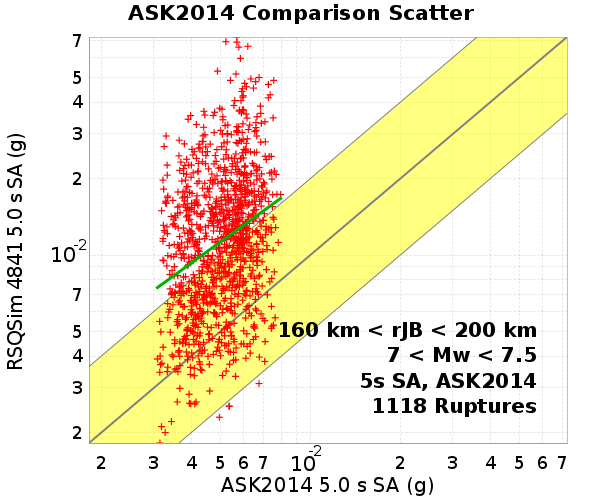 ASK2014 Comparison Scatter
RSQSim 4841 5.0 s SA (g)
7
5
4
3
2
10-2
7
5
4
3
2
160 km < rJB < 200 km
7 < Mw < 7.5
5s SA, ASK2014
1118 Ruptures
2 3 4 5 6 7 10-2 2 3 4 5 6 7
ASK2014 5.0 s SA (g)